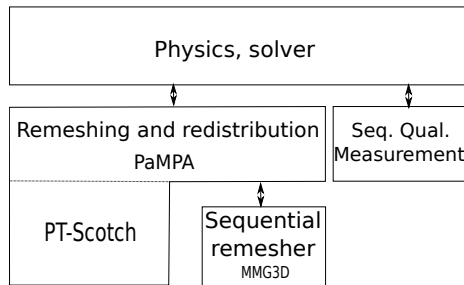 Physics, solver
Remeshing and redistribution
PaMPA
Seq. Qual.
Measurement
PT-Scotch
Sequential
remesher
MMG3D